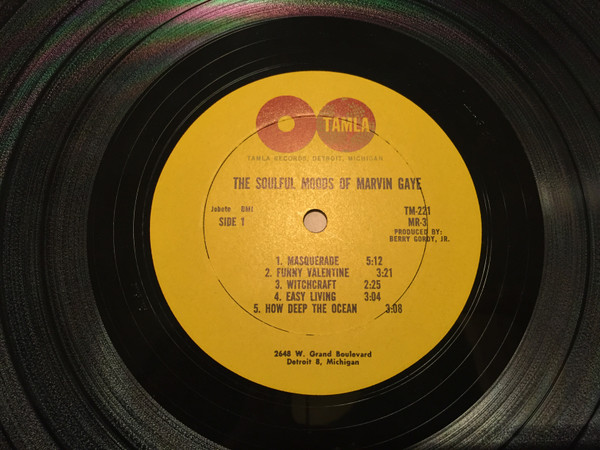 TAMLA
TAMLA RECORDS, DETROIT, MICHIGAN
THE SOULFUL MOODS OF MARVIN GAYE
Jobete BMI
SIDE 1
TM-221
MR-3
PRODUCED BY:
BERRY GORDY, JR.
1. MASQUERADE 5:12
2. FUNNY VALENTINE 3:21
3. WITCHCRAFT 2:25
4. EASY LIVING 3:04
5. HOW DEEP THE OCEAN 3:08
2648 W. Grand Boulevard
Detroit 8, Michigan